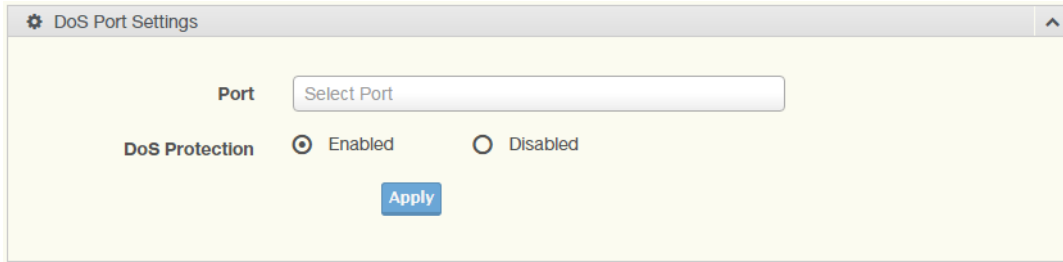 DoS Port Settings
Port Select Port
DoS Protection Enabled Disabled
Apply